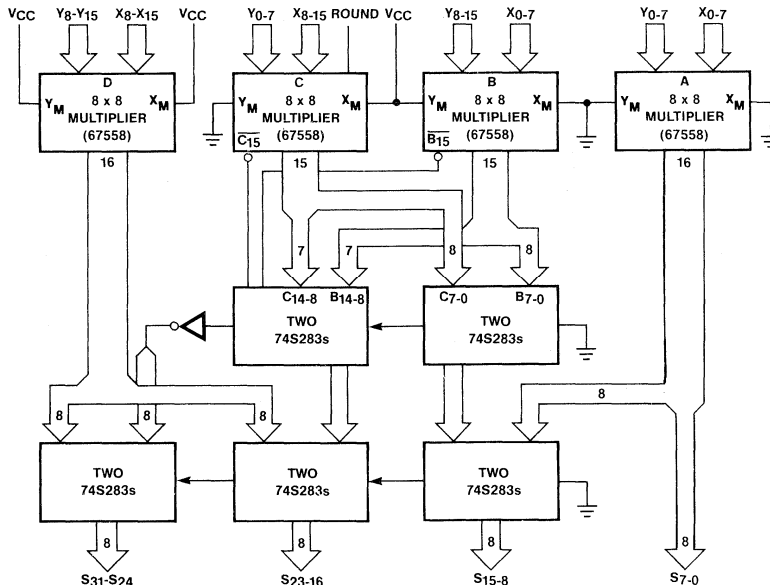 VCC Y8-Y15 X8-X15 VCC Y0-7 X8-15 ROUND VCC Y8-15 X0-7 Y0-7 X0-7
D C B A
YM 8 x 8 XM YM 8 x 8 XM YM 8 x 8 XM YM 8 x 8 XM
MULTIPLIER MULTIPLIER MULTIPLIER MULTIPLIER
(67558) (67558) (67558) (67558)
C̅1̅5̅ B̅1̅5̅
16 15 15 16
7 7 8 8
C14-8 B14-8 C7-0 B7-0
TWO TWO
74S283s 74S283s
8 8 8 8
TWO TWO TWO
74S283s 74S283s 74S283s
8 8 8 8
S31-S24 S23-16 S15-8 S7-0